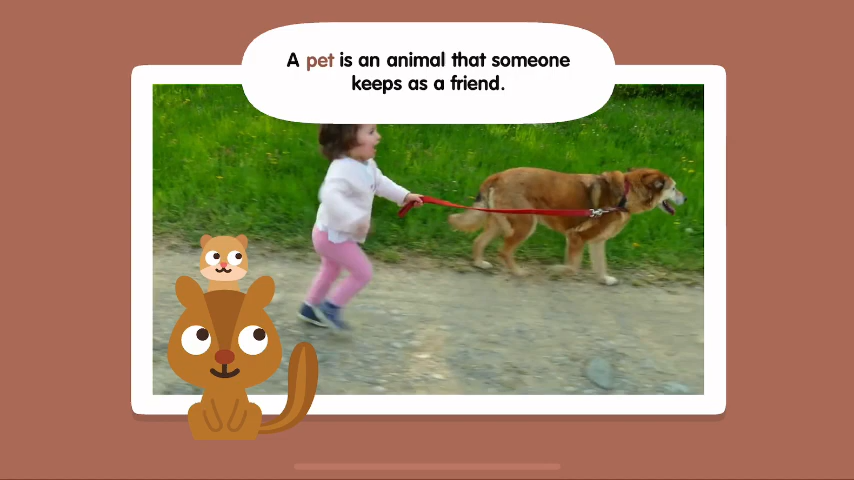 A pet is an animal that someone
keeps as a friend.